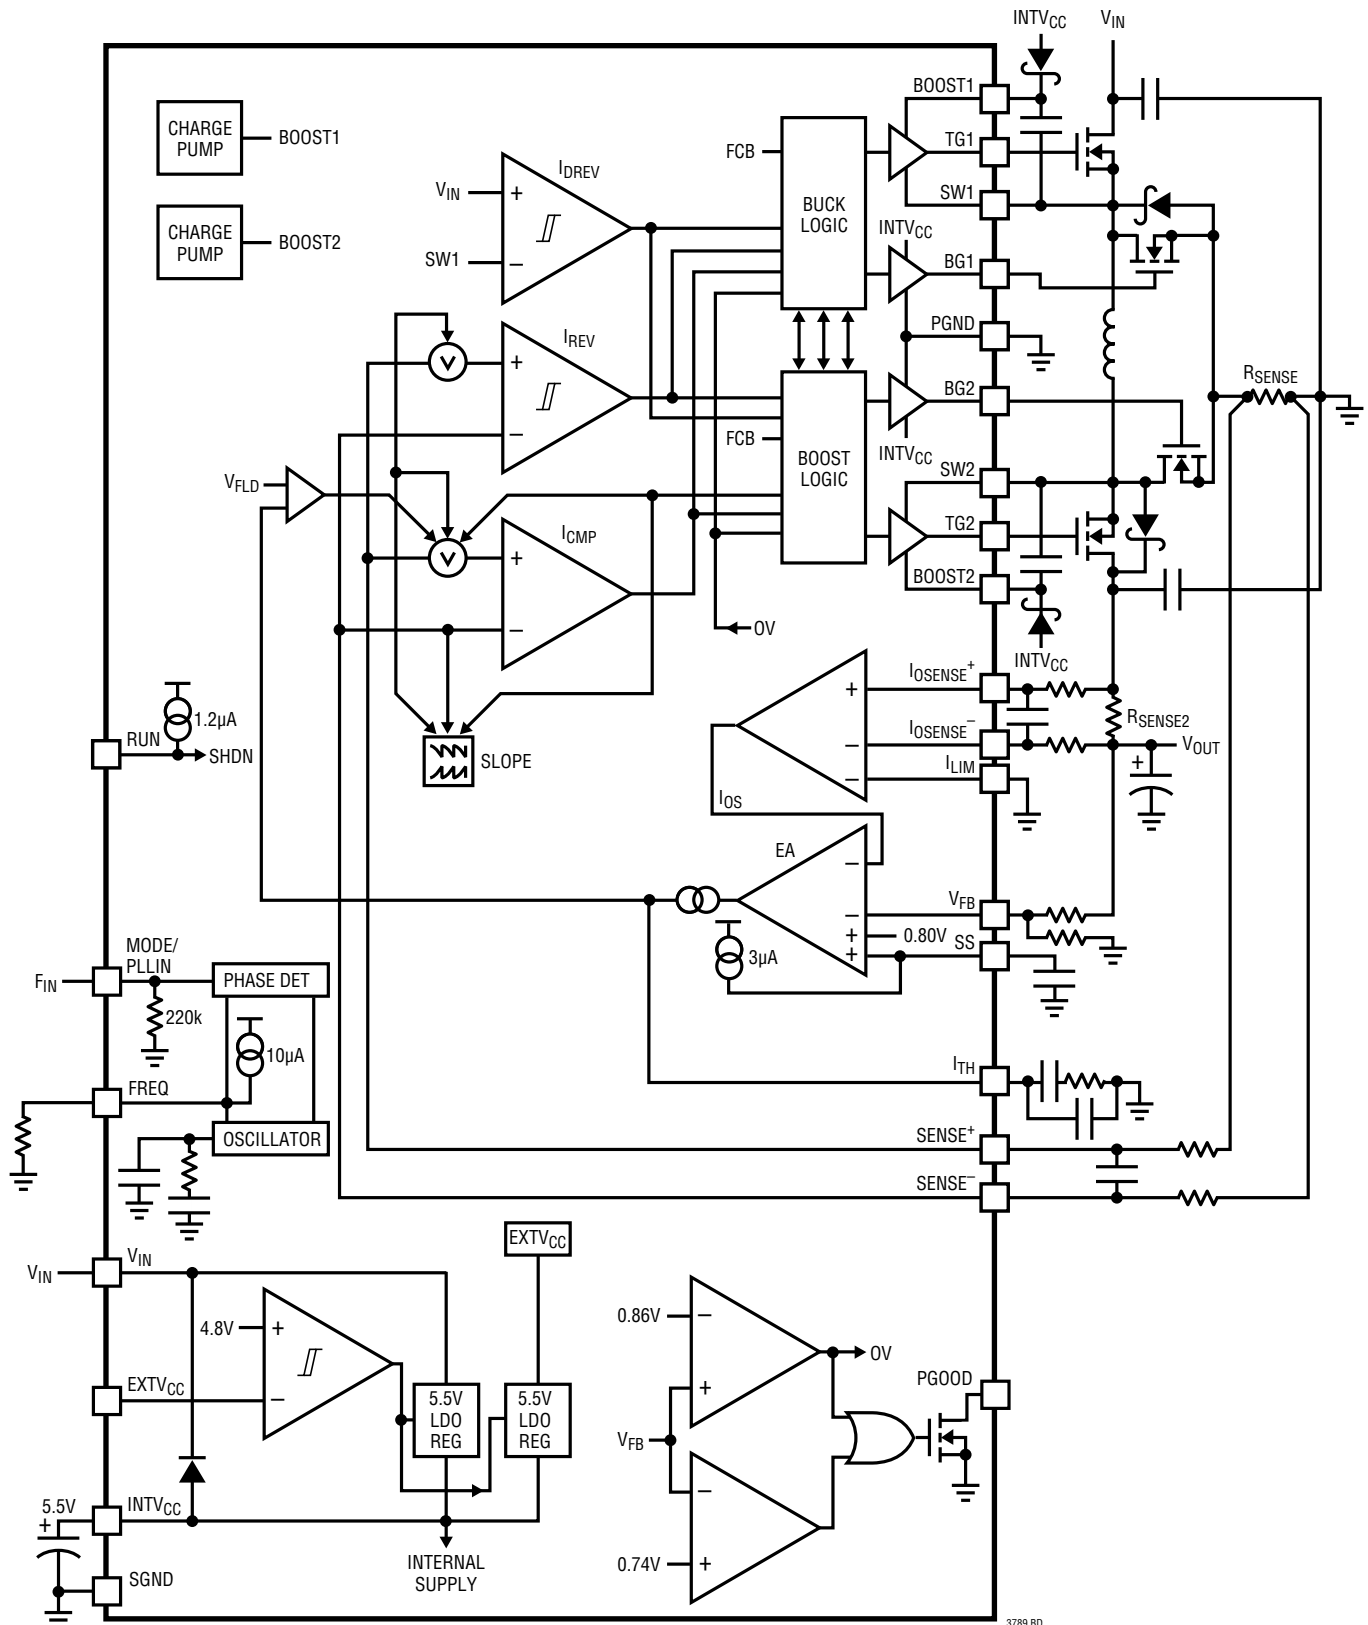 INTVCC
VIN
BOOST1
CHARGE PUMP
BOOST1
TG1
FCB
IDREV
VIN
+
SW1
BUCK LOGIC
CHARGE PUMP
BOOST2
SW1
−
INTVCC
BG1
IREV
PGND
+
RSENSE
BG2
−
FCB
INTVCC
BOOST LOGIC
SW2
VFLD
ICMP
TG2
+
BOOST2
−
OV
INTVCC
IOSENSE+
+
1.2µA
RSENSE2
RUN
IOSENSE−
−
VOUT
SHDN
SLOPE
ILIM
−
+
IOS
EA
−
VFB
−
+
0.80V
SS
+
3µA
MODE/
PLLIN
FIN
PHASE DET
220k
10µA
ITH
FREQ
OSCILLATOR
SENSE+
SENSE−
EXTVCC
VIN
VIN
4.8V
+
0.86V
−
OV
EXTVCC
−
5.5V LDO REG
5.5V LDO REG
+
PGOOD
VFB
−
5.5V
+
INTVCC
INTERNAL SUPPLY
0.74V
+
SGND
3789 BD